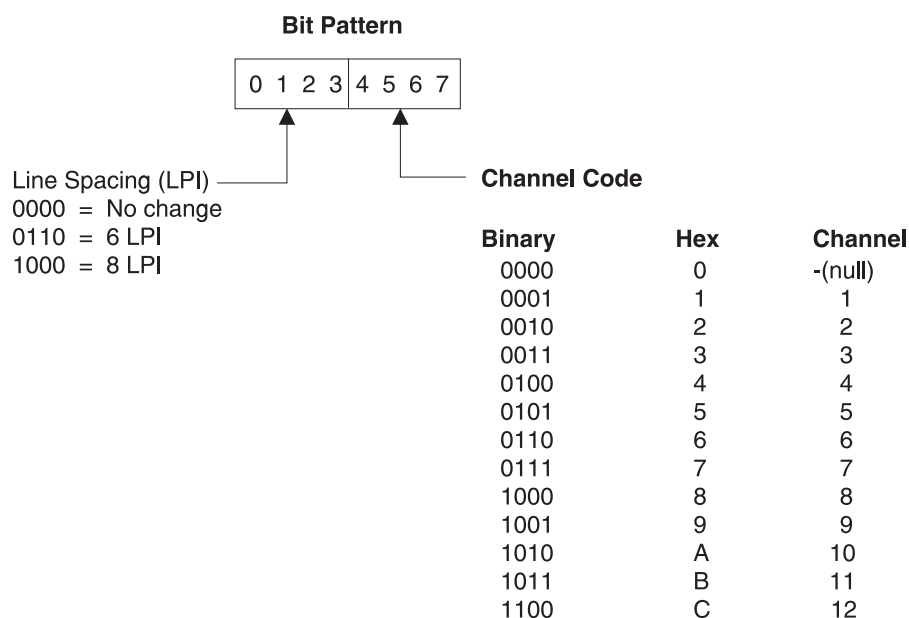 Bit Pattern
0 1 2 3 4 5 6 7
Line Spacing (LPI)
0000 = No change
0110 = 6 LPI
1000 = 8 LPI
Channel Code
Binary Hex Channel
0000 0 -(null)
0001 1 1
0010 2 2
0011 3 3
0100 4 4
0101 5 5
0110 6 6
0111 7 7
1000 8 8
1001 9 9
1010 A 10
1011 B 11
1100 C 12